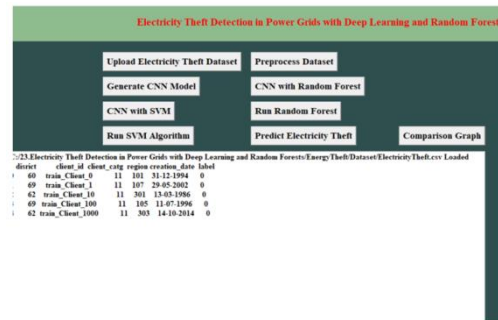 Electricity Theft Detection in Power Grids with Deep Learning and Random Forest
Upload Electricity Theft Dataset
Preprocess Dataset
Generate CNN Model
CNN with Random Forest
CNN with SVM
Run Random Forest
Run SVM Algorithm
Predict Electricity Theft
Comparison Graph
C:/23.Electricity Theft Detection in Power Grids with Deep Learning and Random Forests/EnergyTheft/Dataset/ElectricityTheft.csv Loaded
disrict client_id client_catg region creation_date label
60 train_Client_0 11 101 31-12-1994 0
69 train_Client_1 11 107 29-05-2002 0
62 train_Client_10 11 301 13-03-1986 0
69 train_Client_100 11 105 11-07-1996 0
62 train_Client_1000 11 303 14-10-2014 0